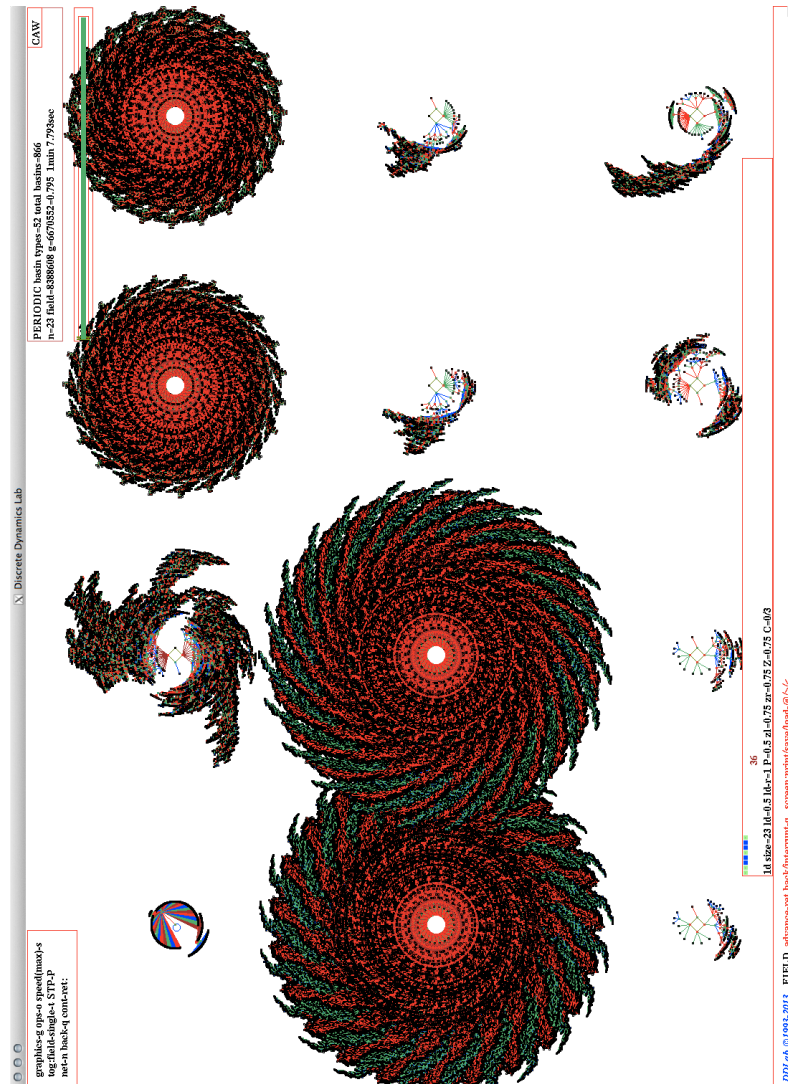 Discrete Dynamics Lab
graphics-g ops-o speed(max)-s
tog:field-single-t STP-P
net-n back-q cont-ret:
PERIODIC basin types=52 total basins=866
n=23 field=8388608 g=6670552=0.795 1min 7.793sec
CAW
36
1d size=23 ld=0.5 ld-r=1 P=0.5 zl=0.75 zr=0.75 Z=0.75 C=0/3
DDLab ©1993-2013 FIELD